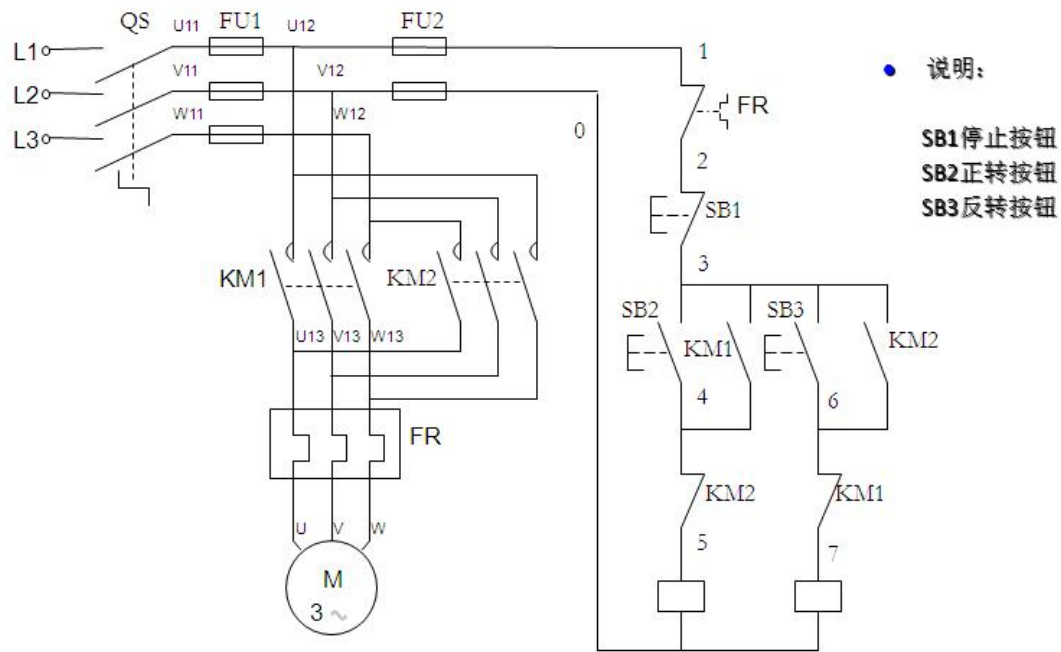 QS U11 FU1 U12 FU2
L1
1
说明：
V11 V12
L2
FR
W11 W12
0
L3
SB1停止按钮
2
SB2正转按钮
SB1
SB3反转按钮
3
KM1 KM2
SB2 SB3
U13 V13 W13
KM1 KM2
4 6
FR
KM2 KM1
U V W
5 7
M
3 ~